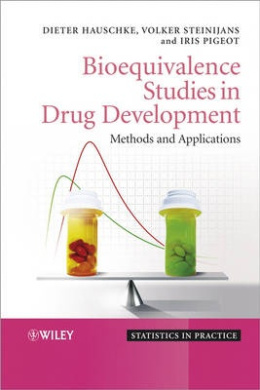 DIETER HAUSCHKE, VOLKER STEINIJANS
and IRIS PIGEOT
Bioequivalence
Studies in
Drug Development
Methods and Applications
WILEY
STATISTICS IN PRACTICE